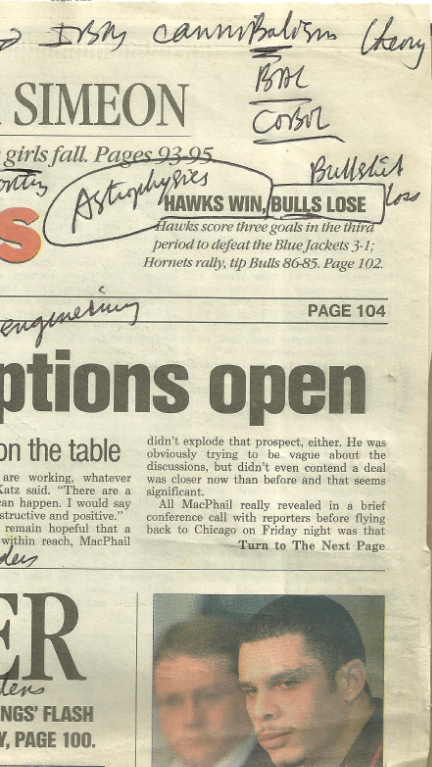 IBM cannibalism theory
BAL
COBOL
SIMEON
girls fall. Pages 93-95
Astrophysics
Bullshit
loss
HAWKS WIN, BULLS LOSE
Hawks score three goals in the third
period to defeat the Blue Jackets 3-1;
Hornets rally, tip Bulls 86-85. Page 102.
s
engineering
PAGE 104
ptions open
on the table
are working, whatever
Katz said. “There are a
can happen. I would say
structive and positive.”
remain hopeful that a
within reach, MacPhail
didn't explode that prospect, either. He was
obviously trying to be vague about the
discussions, but didn't even contend a deal
was closer now than before and that seems
significant.
All MacPhail really revealed in a brief
conference call with reporters before flying
back to Chicago on Friday night was that
Turn to The Next Page
ders
ER
ders
NGS' FLASH
Y, PAGE 100.